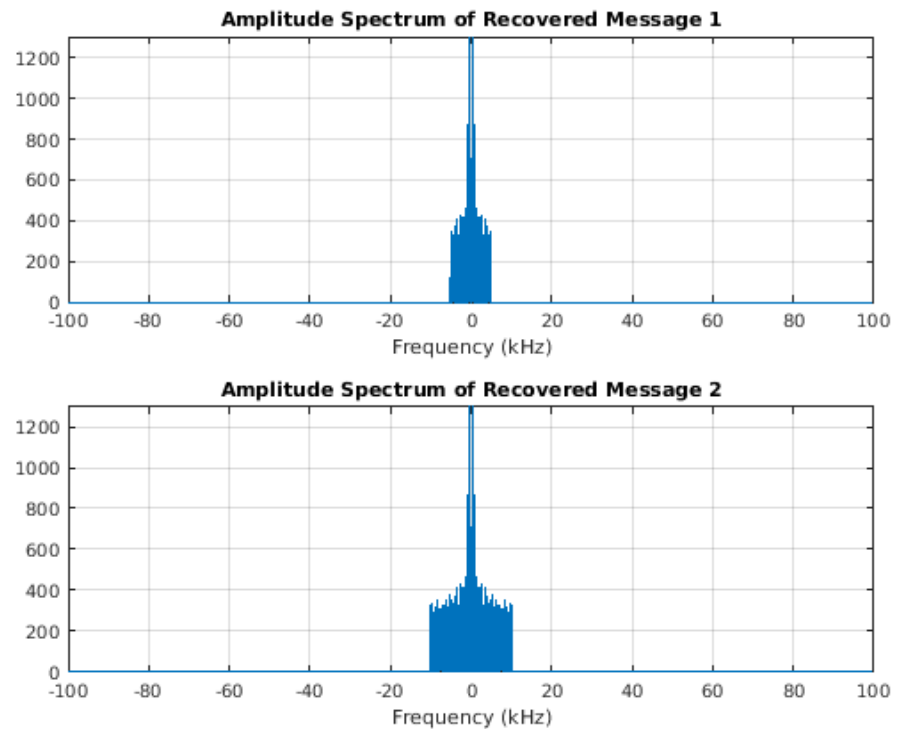 Amplitude Spectrum of Recovered Message 1
1200
1000
800
600
400
200
0
-100 -80 -60 -40 -20 0 20 40 60 80 100
Frequency (kHz)
Amplitude Spectrum of Recovered Message 2
1200
1000
800
600
400
200
0
-100 -80 -60 -40 -20 0 20 40 60 80 100
Frequency (kHz)